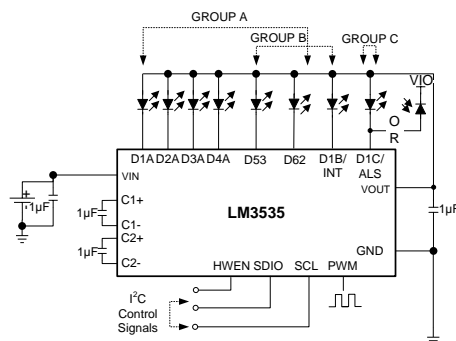 GROUP A
GROUP B
GROUP C
VIO
O
R
D1A D2A D3A D4A D53 D62 D1B/ INT D1C/ ALS
VIN
VOUT
1µF
C1+
1µF
C1-
C2+
1µF
C2-
LM3535
1µF
GND
HWEN SDIO SCL PWM
I²C
Control
Signals